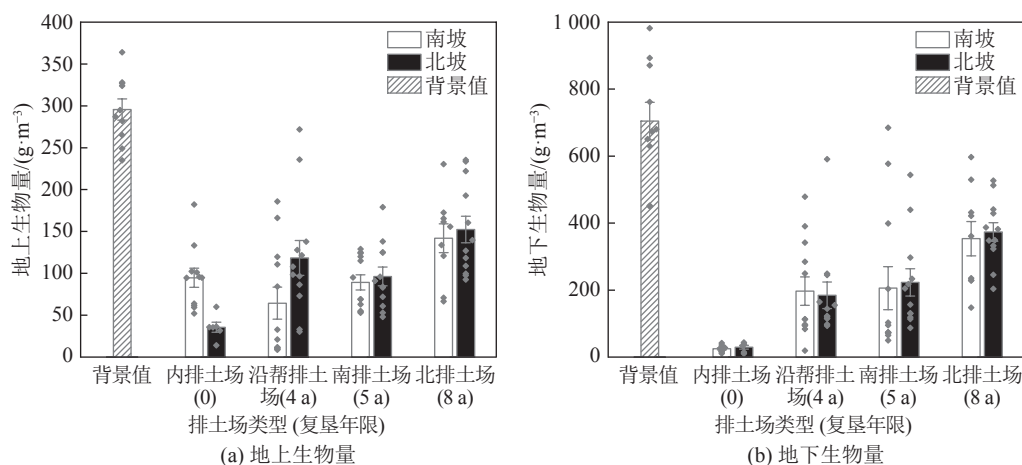 400
350
300
250
200
150
100
50
0
地上生物量/(g·m⁻³)
南坡
北坡
背景值
背景值 内排土场 沿帮排土 南排土场 北排土场
(0) 场(4 a) (5 a) (8 a)
排土场类型 (复垦年限)
(a) 地上生物量
1 000
800
600
400
200
0
地下生物量/(g·m⁻³)
南坡
北坡
背景值
背景值 内排土场 沿帮排土 南排土场 北排土场
(0) 场(4 a) (5 a) (8 a)
排土场类型 (复垦年限)
(b) 地下生物量